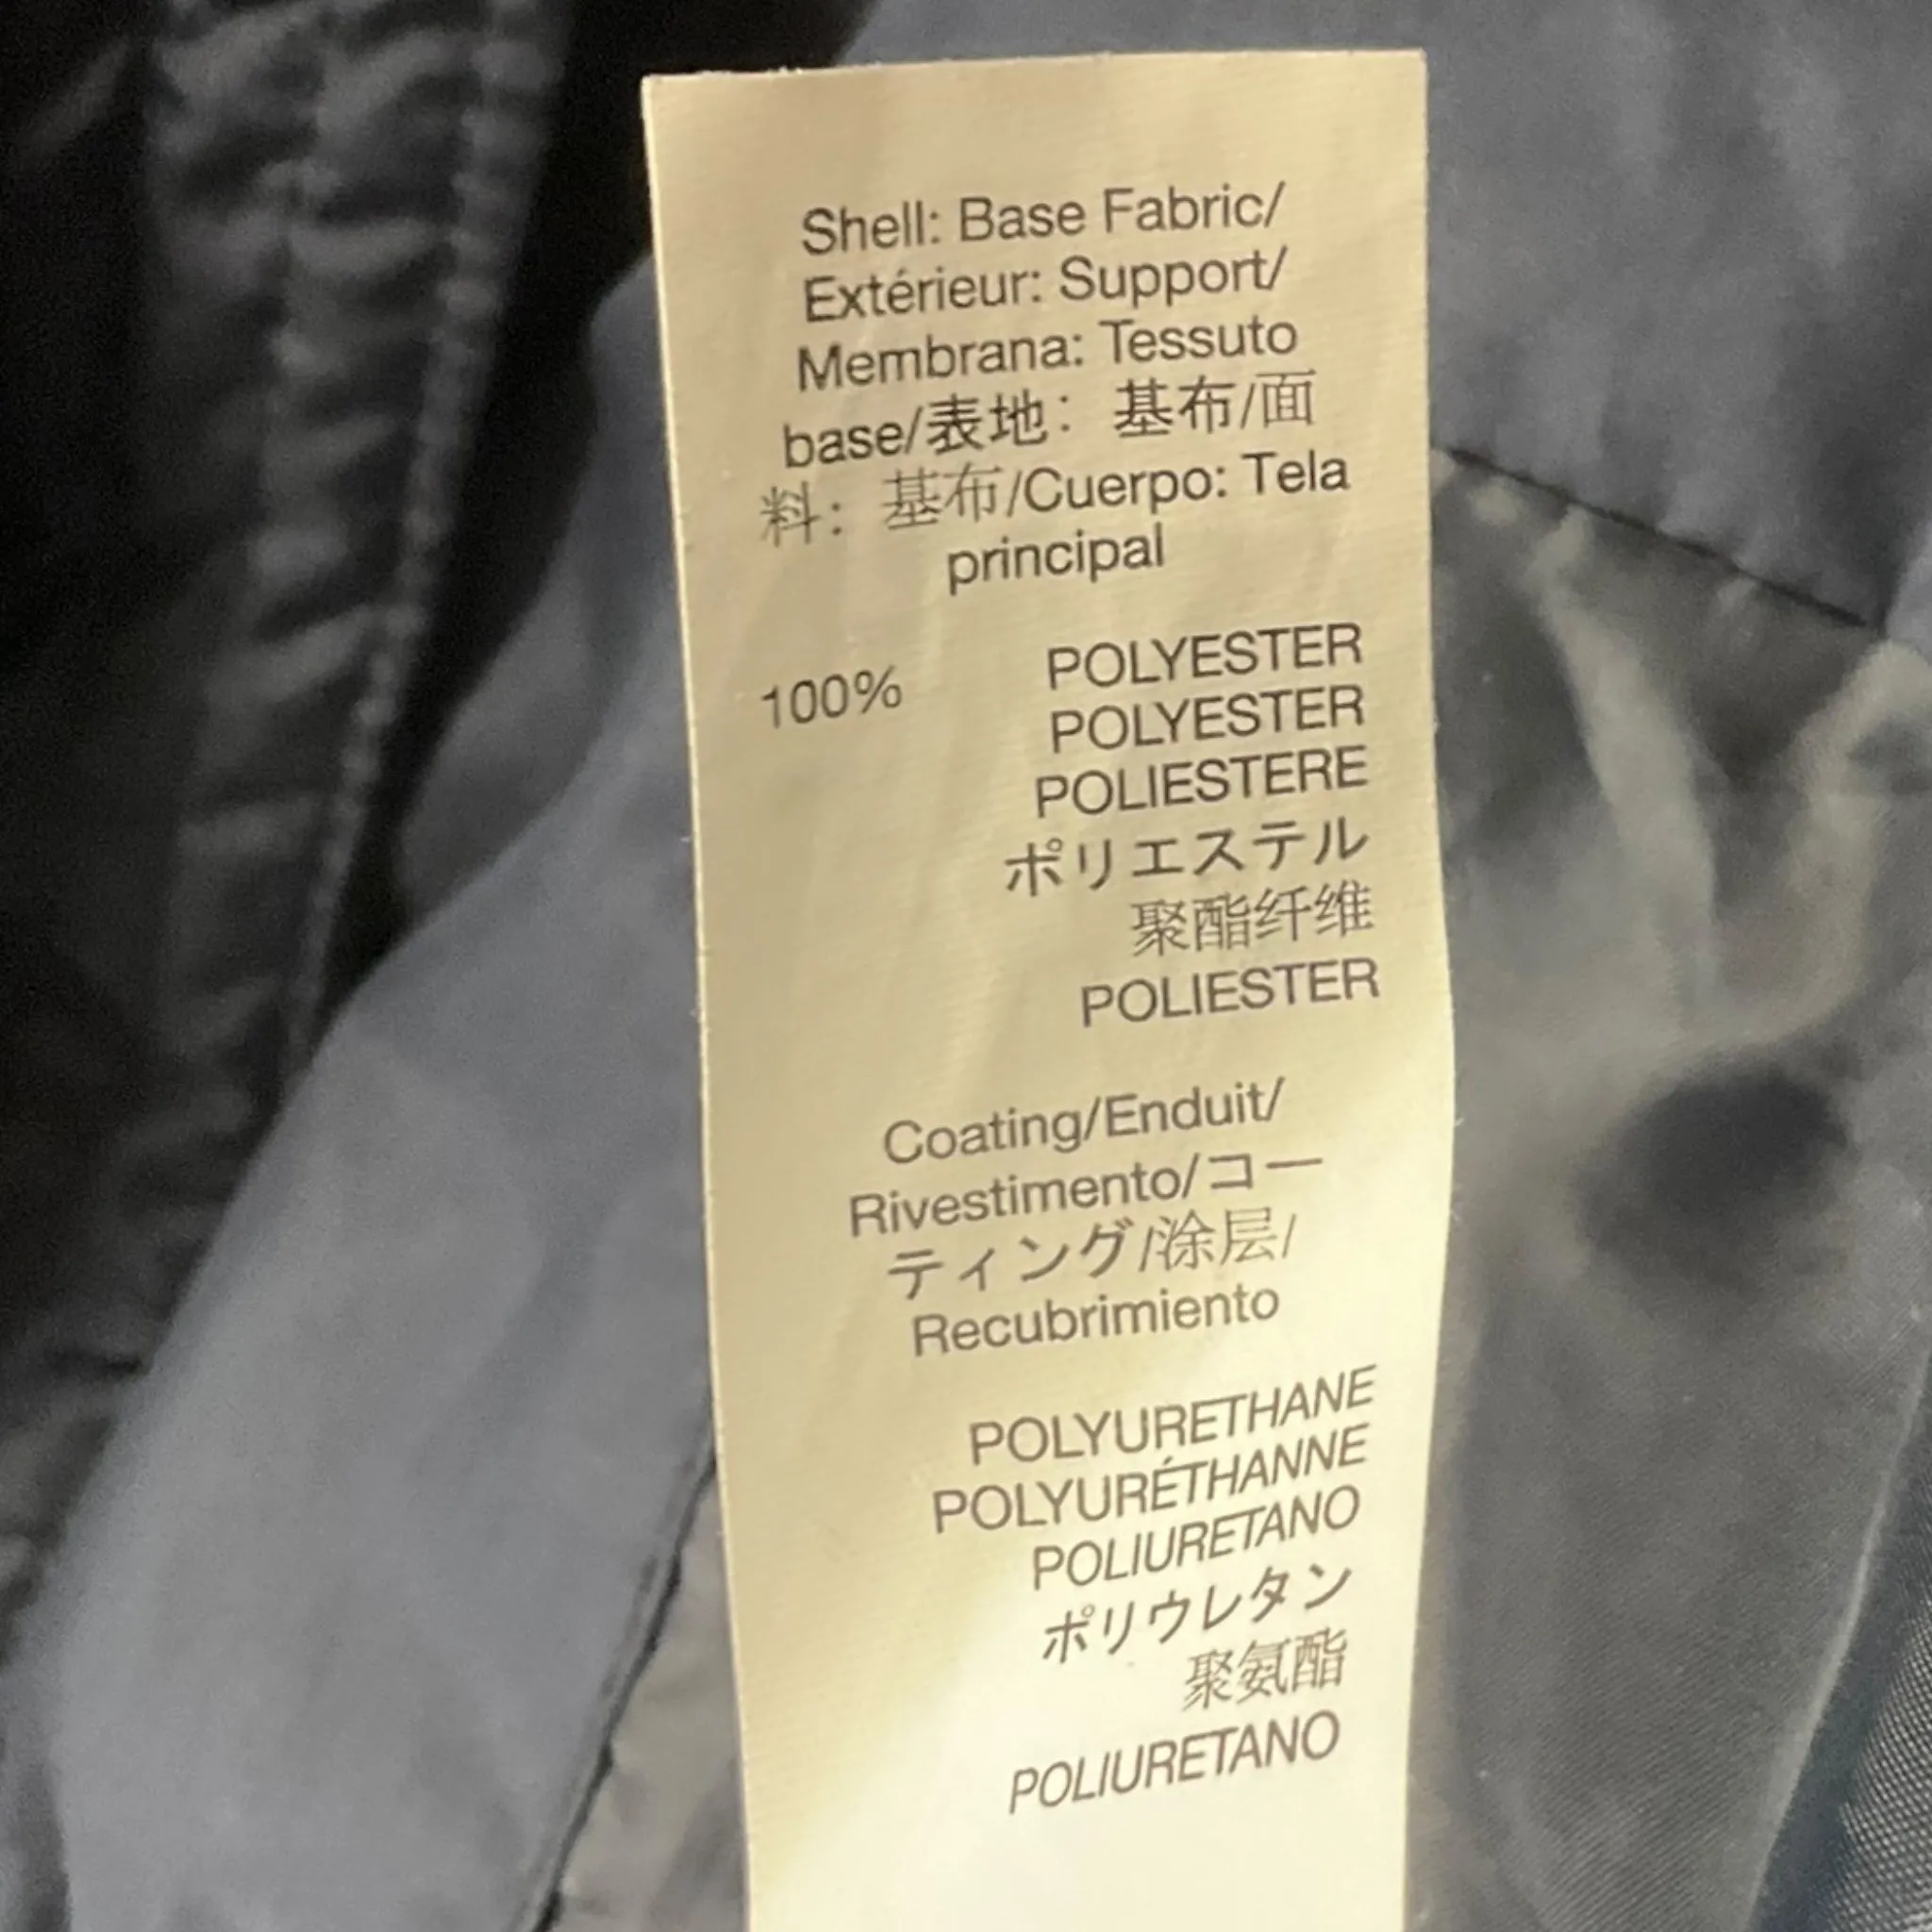 Shell: Base Fabric/
Extérieur: Support/
Membrana: Tessuto
base/表地：基布/面
料：基布/Cuerpo: Tela
principal
100% POLYESTER
POLYESTER
POLIESTERE
ポリエステル
聚酯纤维
POLIESTER
Coating/Enduit/
Rivestimento/コー
ティング/涂层/
Recubrimiento
POLYURETHANE
POLYURÉTHANNE
POLIURETANO
ポリウレタン
聚氨酯
POLIURETANO